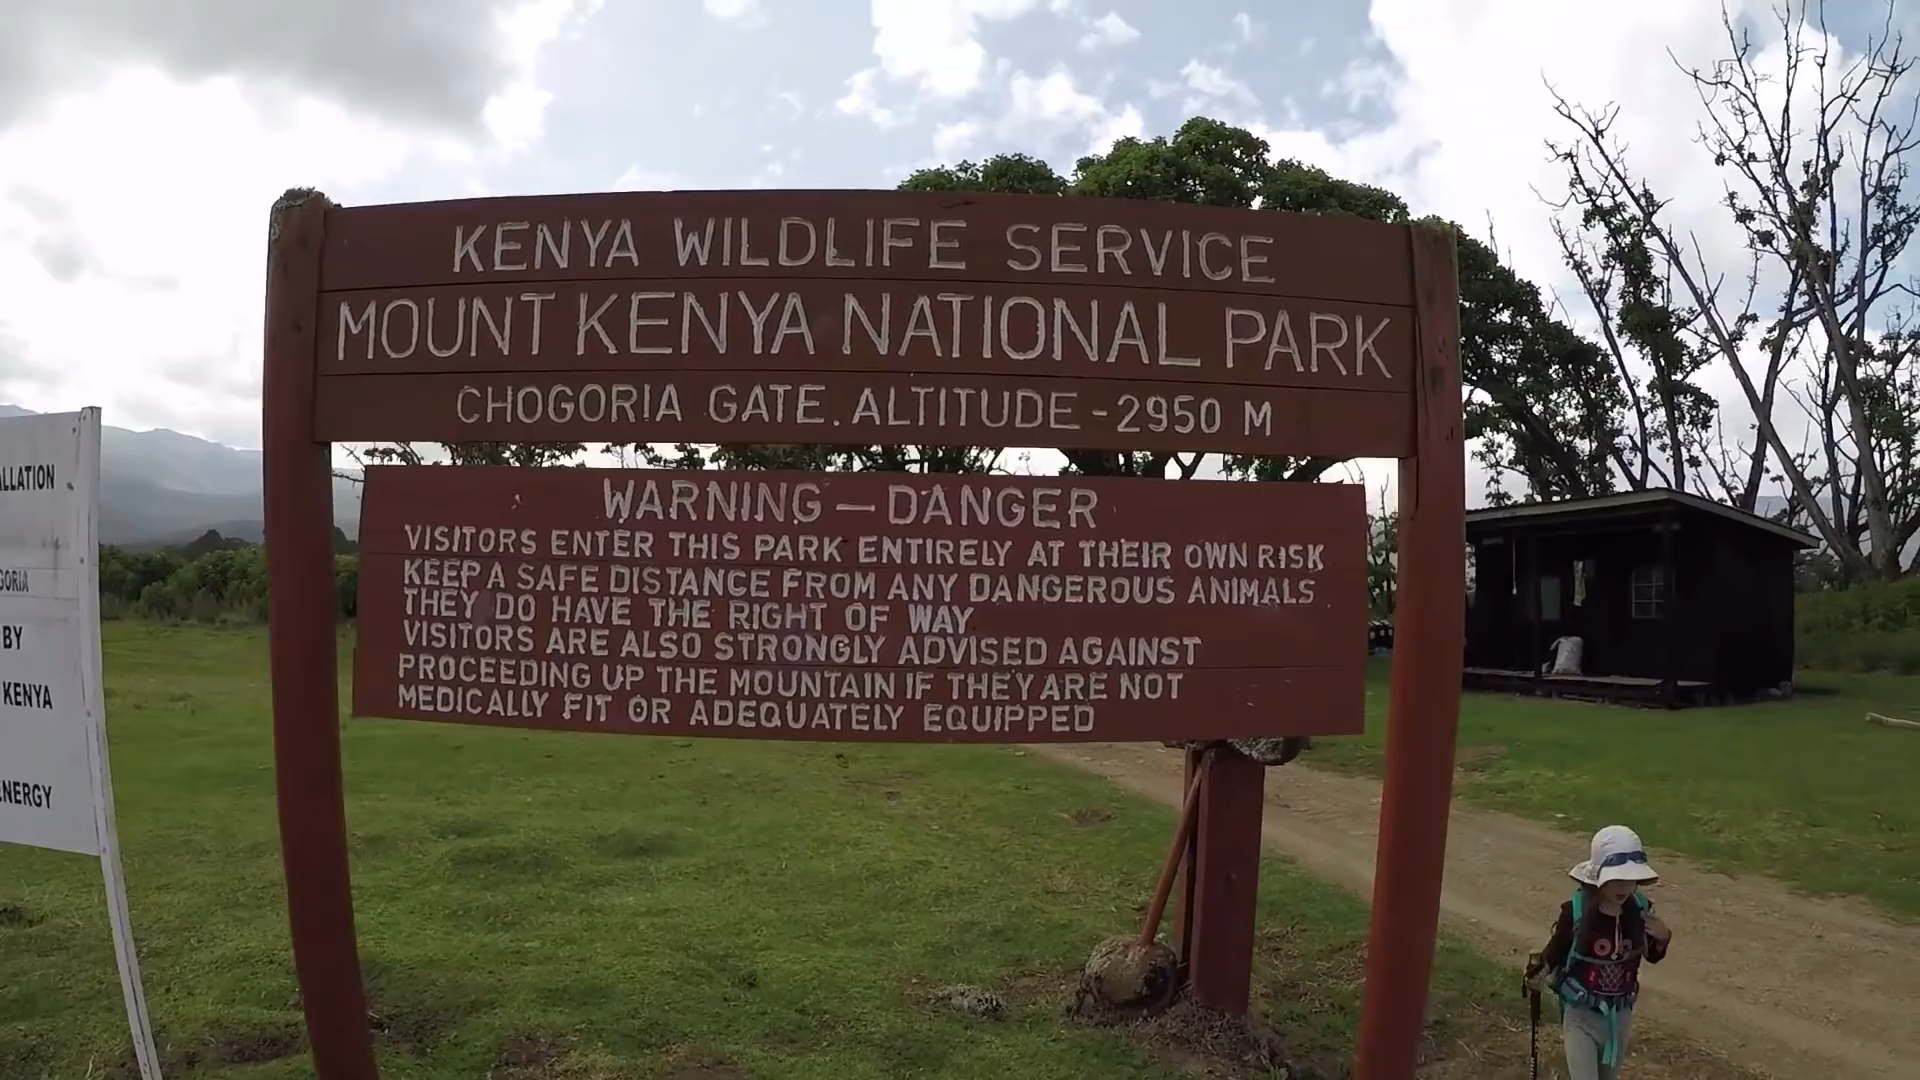 KENYA WILDLIFE SERVICE
MOUNT KENYA NATIONAL PARK
CHOGORIA GATE. ALTITUDE - 2950 M
WARNING — DANGER
VISITORS ENTER THIS PARK ENTIRELY AT THEIR OWN RISK
KEEP A SAFE DISTANCE FROM ANY DANGEROUS ANIMALS
THEY DO HAVE THE RIGHT OF WAY
VISITORS ARE ALSO STRONGLY ADVISED AGAINST
PROCEEDING UP THE MOUNTAIN IF THEY ARE NOT
MEDICALLY FIT OR ADEQUATELY EQUIPPED
BY
KENYA